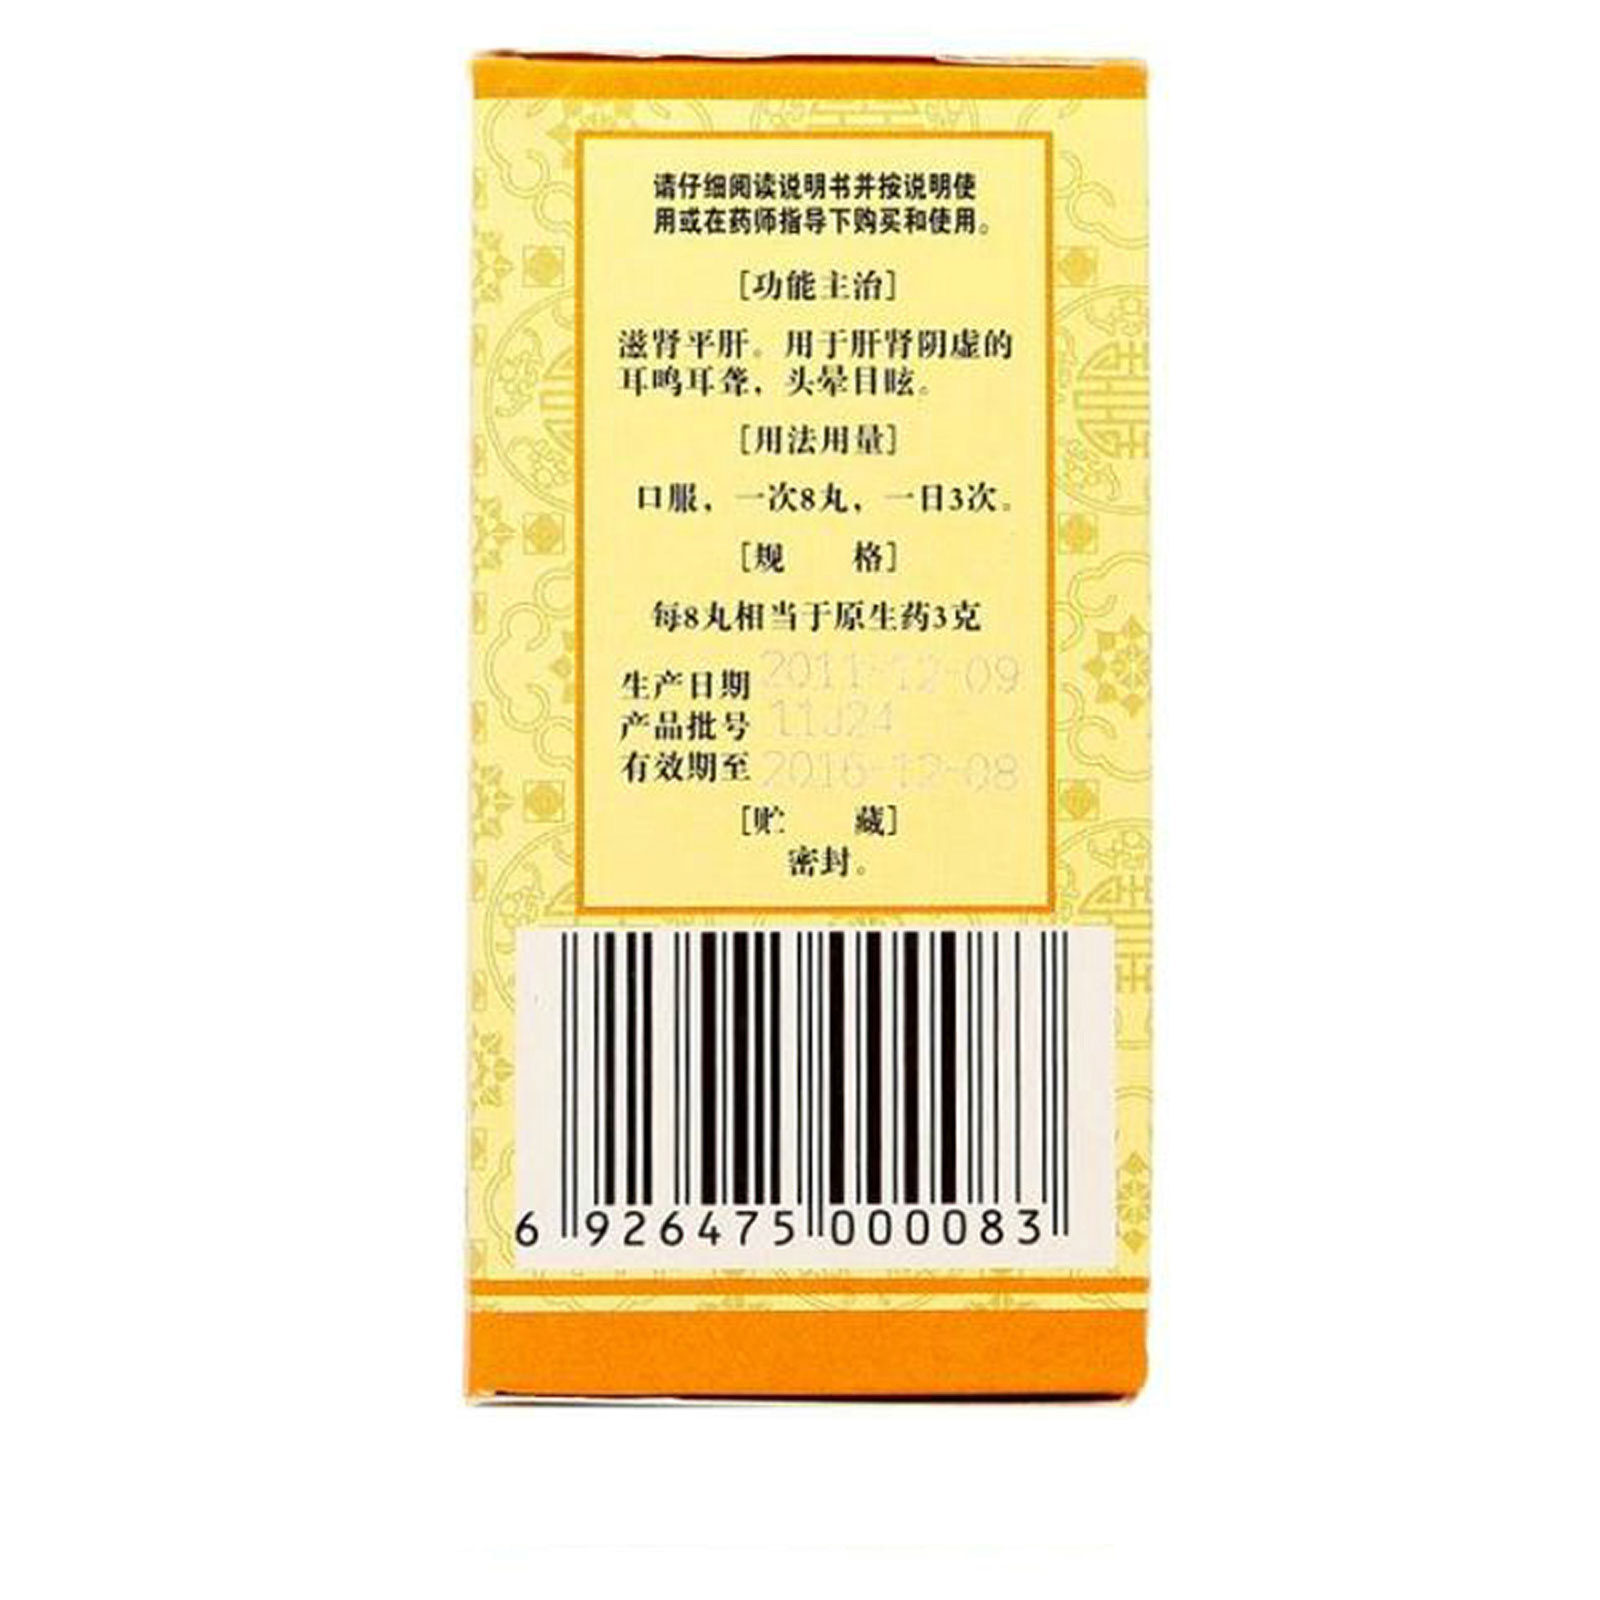 请仔细阅读说明书并按说明使
用或在药师指导下购买和使用。
[功能主治]
滋肾平肝。用于肝肾阴虚的
耳鸣耳聋，头晕目眩。
[用法用量]
口服，一次8丸，一日3次。
[规 格]
每8丸相当于原生药3克
生产日期 2011-12-09
产品批号 11J24
有效期至 2016-12-08
[贮 藏]
密封。
6 926475 000083